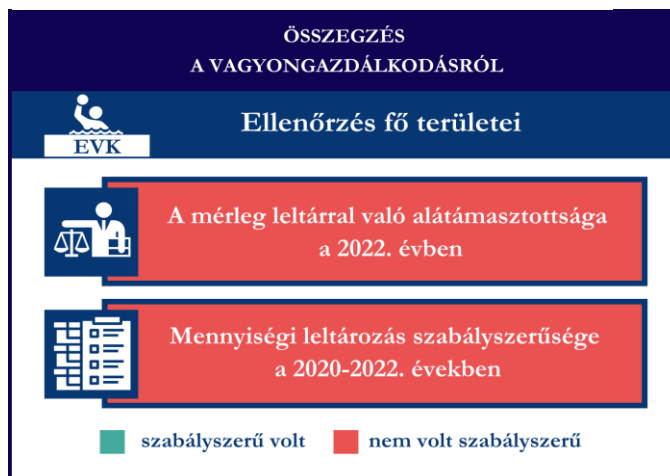 ÖSSZEGZÉS
A VAGYONGAZDÁLKODÁSRÓL
Ellenőrzés fő területei
EVK
A mérleg leltárral való alátámasztottsága
a 2022. évben
Mennyiségi leltározás szabályszerűsége
a 2020-2022. években
szabályszerű volt
nem volt szabályszerű